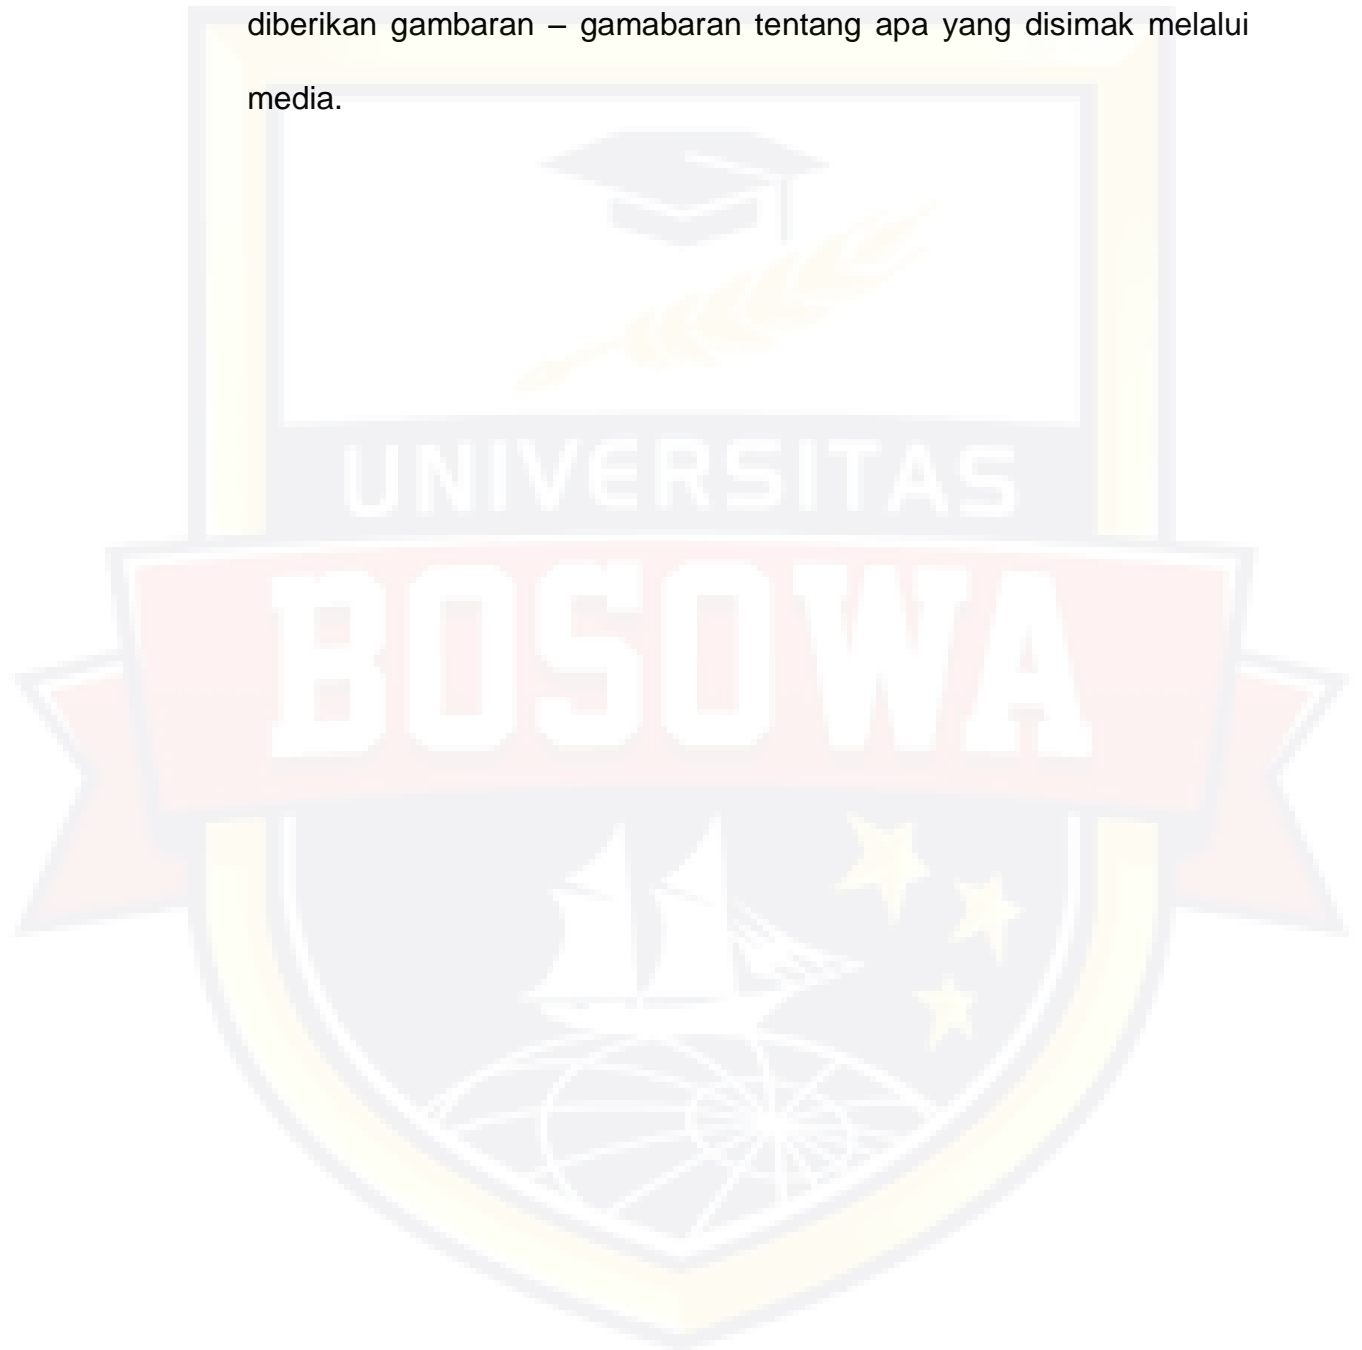 diberikan gambaran – gamabaran tentang apa yang disimak melalui
media.
UNIVERSITAS
BOSOWA